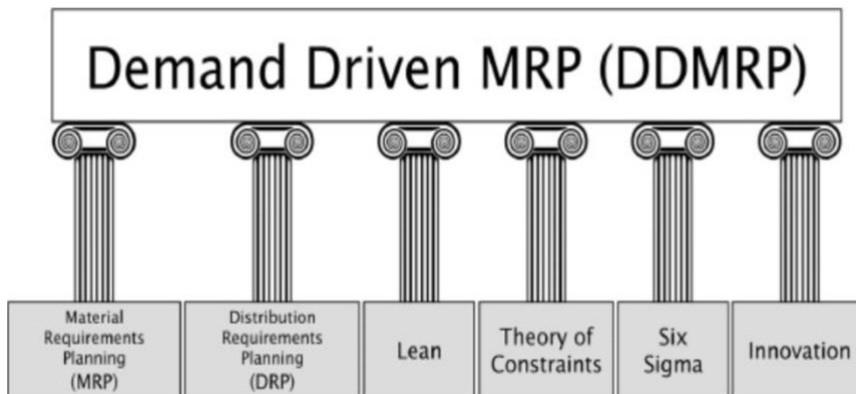 Demand Driven MRP (DDMRP)
Material
Requirements
Planning
(MRP)
Distribution
Requirements
Planning
(DRP)
Lean
Theory of
Constraints
Six
Sigma
Innovation